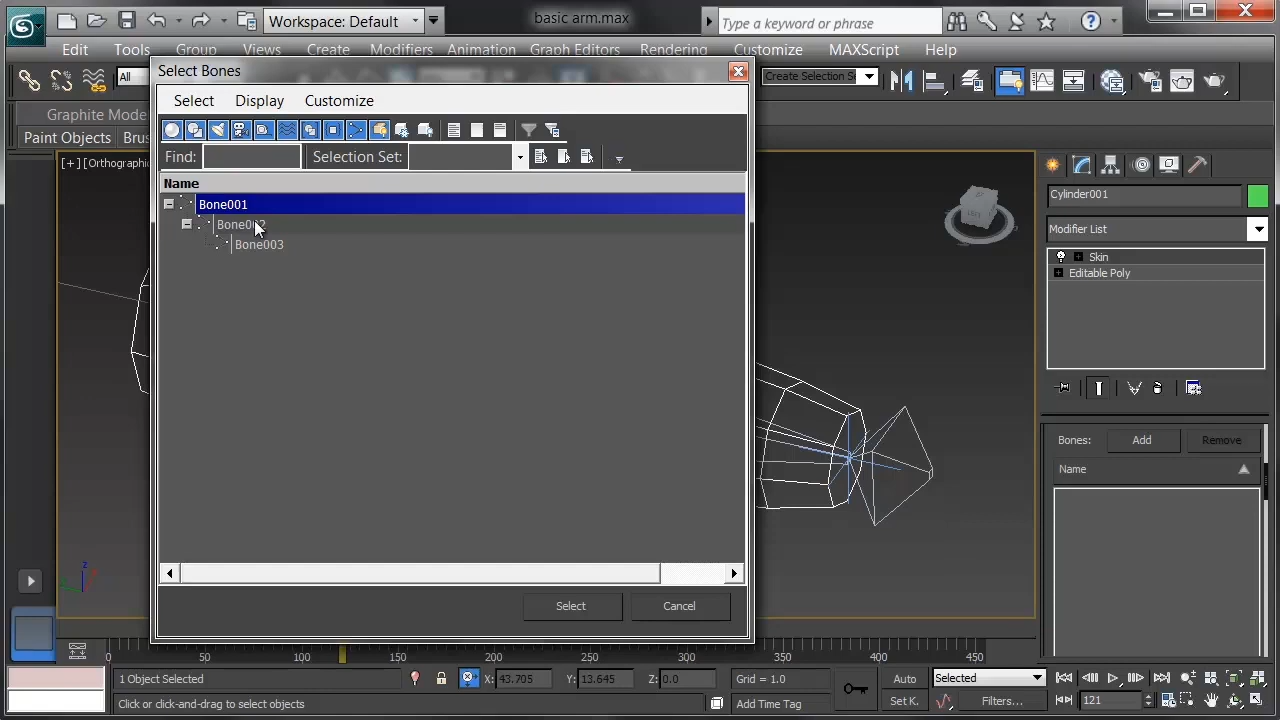 Workspace: Default
basic arm.max
Type a keyword or phrase
Edit Tools Group Views Create Modifiers Animation Graph Editors Rendering Customize MAXScript Help
All
Create Selection S
Select Bones
Select Display Customize
Graphite Mode
Paint Objects Brus
Find:
Selection Set:
[+] [Orthographic
Name
Bone001
Bone002
Bone003
Select
Cancel
Cylinder001
Modifier List
Skin
Editable Poly
Bones:
Add
Remove
Name
z
50 100 150 200 250 300 350 400 450
1 Object Selected
X: 43.705
Y: 13.645
Z: 0.0
Grid = 1.0
Auto
Selected
Click or click-and-drag to select objects
Add Time Tag
Set K.
Filters...
121